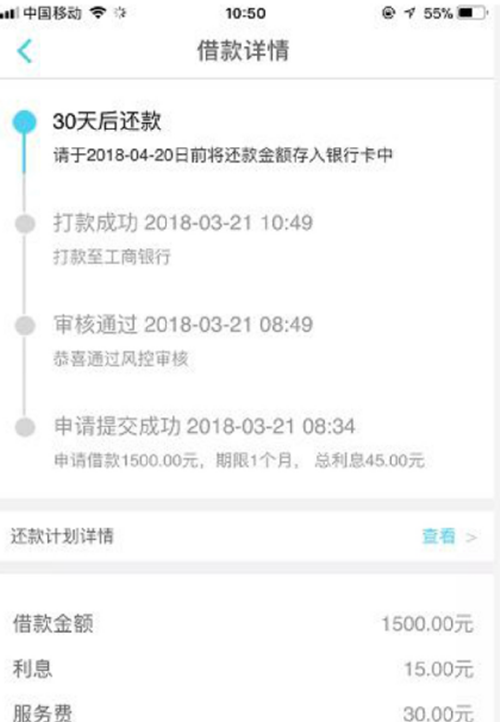 中国移动 10:50 55%
借款详情
30天后还款
请于2018-04-20日前将还款金额存入银行卡中
打款成功 2018-03-21 10:49
打款至工商银行
审核通过 2018-03-21 08:49
恭喜通过风控审核
申请提交成功 2018-03-21 08:34
申请借款1500.00元，期限1个月， 总利息45.00元
还款计划详情 查看 >
借款金额 1500.00元
利息 15.00元
服务费 30.00元